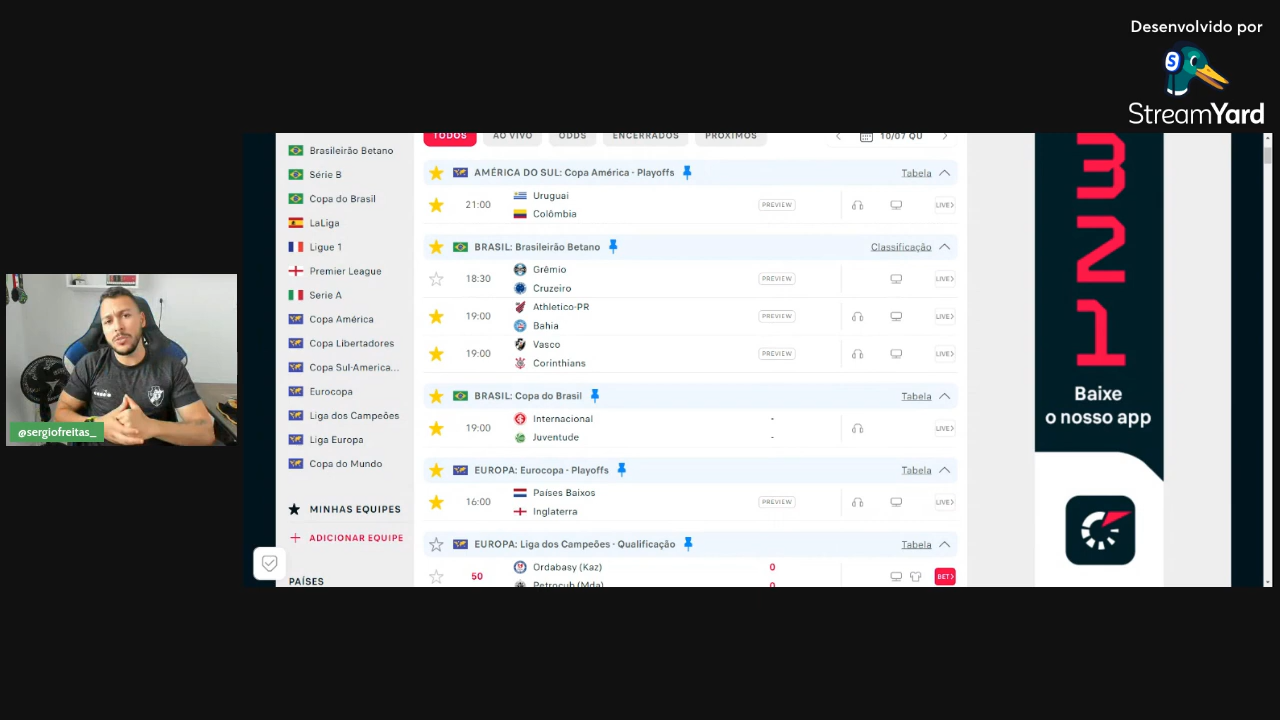 Desenvolvido por
StreamYard
TODOS
AO VIVO
ODDS
ENCERRADOS
PRÓXIMOS
10/07 QU
Brasileirão Betano
Série B
Copa do Brasil
LaLiga
Ligue 1
Premier League
Serie A
Copa América
Copa Libertadores
Copa Sul-America...
Eurocopa
Liga dos Campeões
Liga Europa
Copa do Mundo
MINHAS EQUIPES
ADICIONAR EQUIPE
PAÍSES
AMÉRICA DO SUL: Copa América - Playoffs Tabela
21:00 Uruguai PREVIEW LIVE
Colômbia
BRASIL: Brasileirão Betano Classificação
18:30 Grêmio PREVIEW LIVE
Cruzeiro
19:00 Athletico-PR PREVIEW LIVE
Bahia
19:00 Vasco PREVIEW LIVE
Corinthians
BRASIL: Copa do Brasil Tabela
19:00 Internacional - LIVE
Juventude -
EUROPA: Eurocopa - Playoffs Tabela
16:00 Países Baixos PREVIEW LIVE
Inglaterra
EUROPA: Liga dos Campeões - Qualificação Tabela
50 Ordabasy (Kaz) 0 BET
Petrocub (Mda) 0
Baixe
o nosso app
@sergiofreitas_